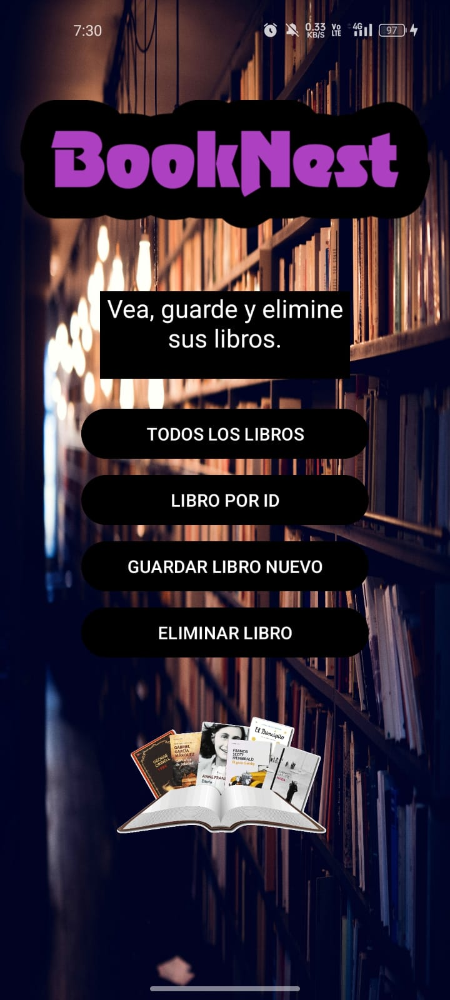 7:30
0.33
KB/S
Vo
LTE
4G
97
BookNest
Vea, guarde y elimine
sus libros.
TODOS LOS LIBROS
LIBRO POR ID
GUARDAR LIBRO NUEVO
ELIMINAR LIBRO
GEORGE
ORWELL
1984
GABRIEL
GARCÍA
MÁRQUEZ
Cien años
de soledad
ANNE FRANK
Diario
El Principito
FRANCIS
SCOTT
FITZGERALD
El gran Gatsby
NADA